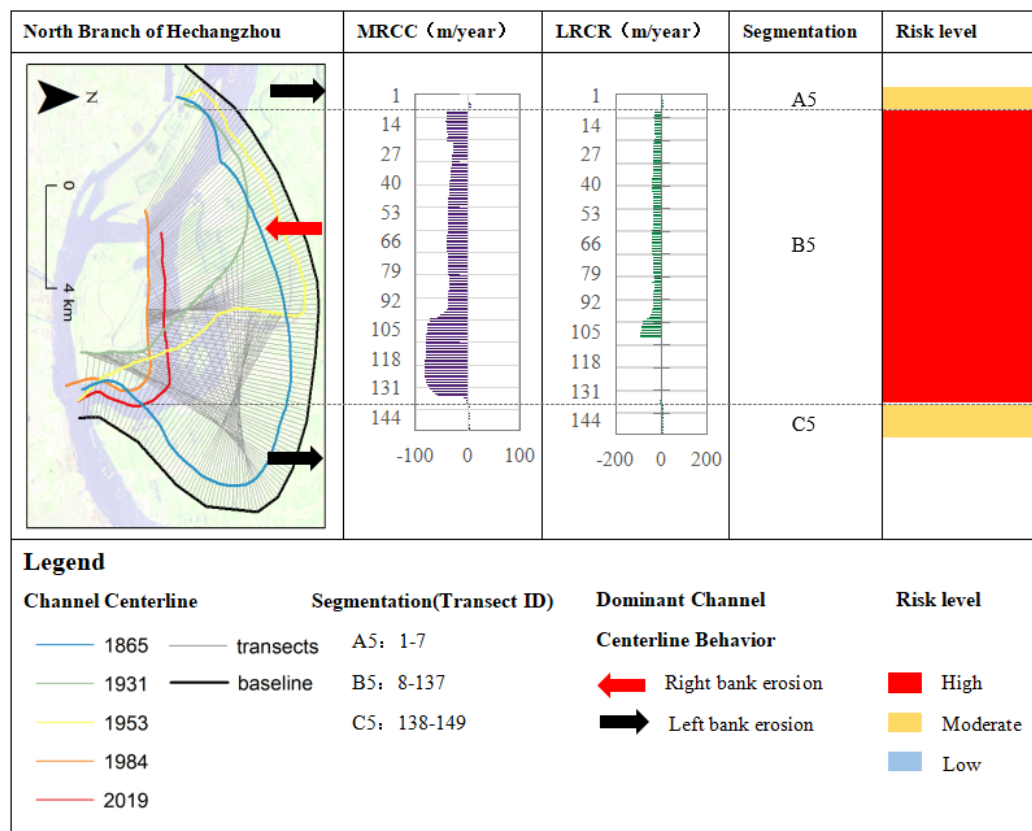 North Branch of Hechangzhou MRCC（m/year） LRCR（m/year） Segmentation Risk level
N
0
4 km
1
14
27
40
53
66
79
92
105
118
131
144
-100 0 100
1
14
27
40
53
66
79
92
105
118
131
144
-200 0 200
A5
B5
C5
Legend
Channel Centerline Segmentation(Transect ID) Dominant Channel Risk level
Centerline Behavior
1865 transects A5：1-7
1931 baseline B5：8-137 Right bank erosion High
1953 C5：138-149 Left bank erosion Moderate
1984 Low
2019